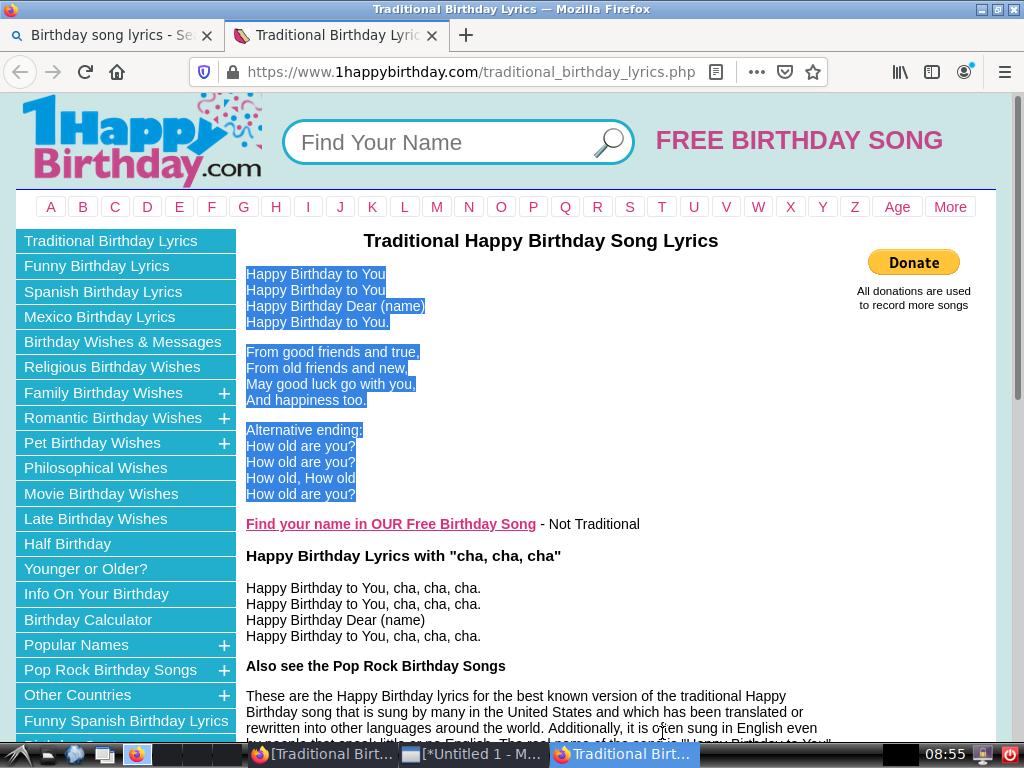 Traditional Birthday Lyrics — Mozilla Firefox
Birthday song lyrics - Se
Traditional Birthday Lyric
https://www.1happybirthday.com/traditional_birthday_lyrics.php
1Happy
Birthday.com
Find Your Name
FREE BIRTHDAY SONG
A B C D E F G H I J K L M N O P Q R S T U V W X Y Z Age More
Traditional Birthday Lyrics
Funny Birthday Lyrics
Spanish Birthday Lyrics
Mexico Birthday Lyrics
Birthday Wishes & Messages
Religious Birthday Wishes
Family Birthday Wishes +
Romantic Birthday Wishes +
Pet Birthday Wishes +
Philosophical Wishes
Movie Birthday Wishes
Late Birthday Wishes
Half Birthday
Younger or Older?
Info On Your Birthday
Birthday Calculator
Popular Names +
Pop Rock Birthday Songs +
Other Countries +
Funny Spanish Birthday Lyrics
Traditional Happy Birthday Song Lyrics
Happy Birthday to You
Happy Birthday to You
Happy Birthday Dear (name)
Happy Birthday to You.
From good friends and true,
From old friends and new,
May good luck go with you,
And happiness too.
Alternative ending:
How old are you?
How old are you?
How old, How old
How old are you?
Find your name in OUR Free Birthday Song - Not Traditional
Happy Birthday Lyrics with "cha, cha, cha"
Happy Birthday to You, cha, cha, cha.
Happy Birthday to You, cha, cha, cha.
Happy Birthday Dear (name)
Happy Birthday to You, cha, cha, cha.
Also see the Pop Rock Birthday Songs
These are the Happy Birthday lyrics for the best known version of the traditional Happy
Birthday song that is sung by many in the United States and which has been translated or
rewritten into other languages around the world. Additionally, it is often sung in English even
Donate
All donations are used
to record more songs
[Traditional Birt...
[*Untitled 1 - M...
Traditional Birt...
08:55